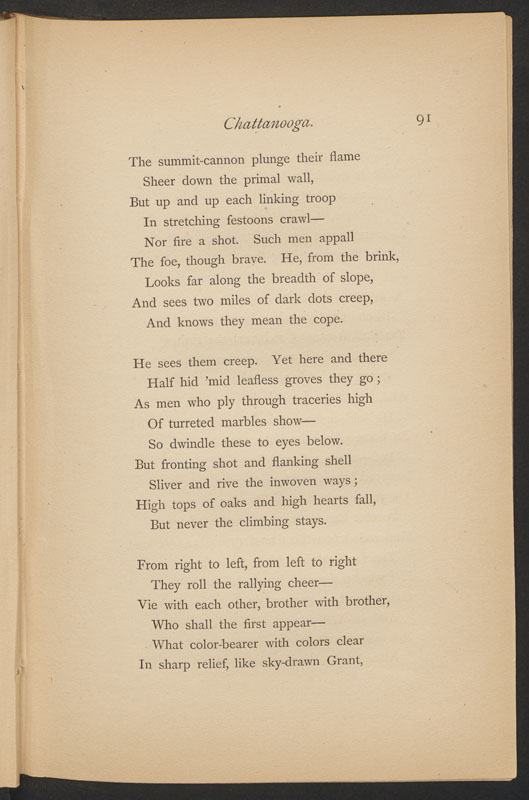 Chattanooga. 91
The summit-cannon plunge their flame
Sheer down the primal wall,
But up and up each linking troop
In stretching festoons crawl—
Nor fire a shot. Such men appall
The foe, though brave. He, from the brink,
Looks far along the breadth of slope,
And sees two miles of dark dots creep,
And knows they mean the cope.
He sees them creep. Yet here and there
Half hid 'mid leafless groves they go;
As men who ply through traceries high
Of turreted marbles show—
So dwindle these to eyes below.
But fronting shot and flanking shell
Sliver and rive the inwoven ways;
High tops of oaks and high hearts fall,
But never the climbing stays.
From right to left, from left to right
They roll the rallying cheer—
Vie with each other, brother with brother,
Who shall the first appear—
What color-bearer with colors clear
In sharp relief, like sky-drawn Grant,